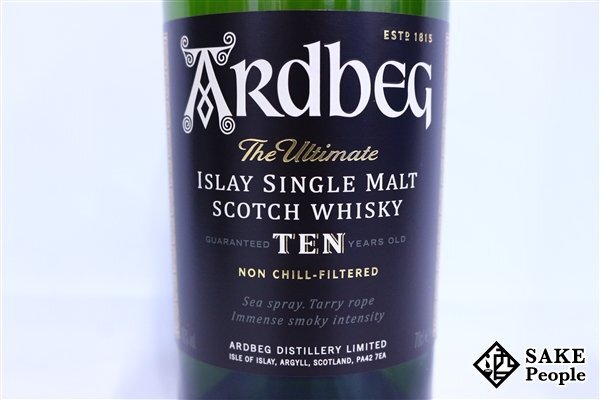 ESTD 1815
ARDBEG
The Ultimate
ISLAY SINGLE MALT
SCOTCH WHISKY
GUARANTEED TEN YEARS OLD
NON CHILL-FILTERED
Sea spray. Tarry rope
Immense smoky intensity
ARDBEG DISTILLERY LIMITED
ISLE OF ISLAY, ARGYLL, SCOTLAND, PA42 7EA
70cl
SAKE
People